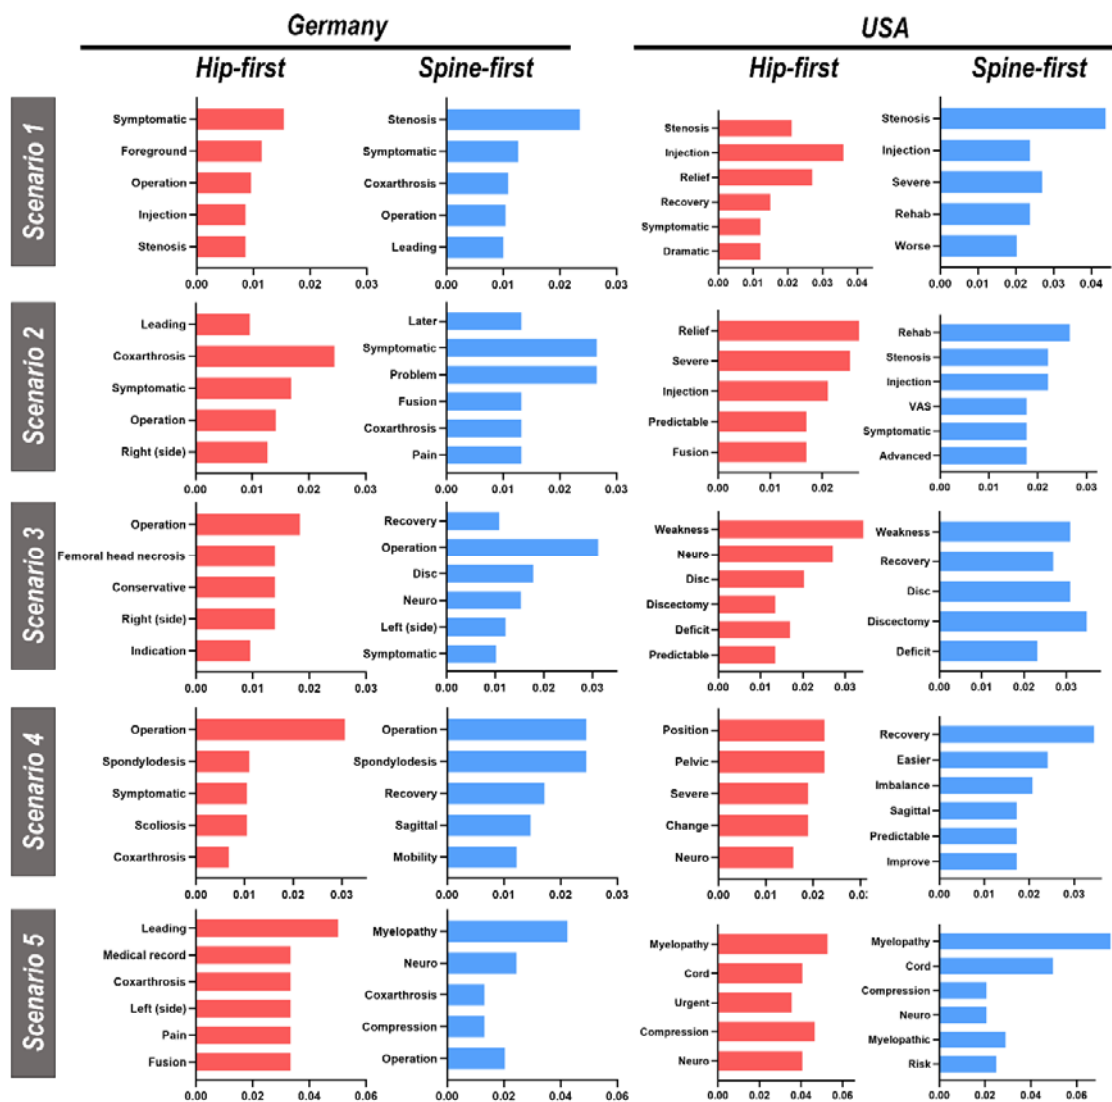 Germany
USA
Hip-first
Spine-first
Hip-first
Spine-first
Scenario 1
Symptomatic
Foreground
Operation
Injection
Stenosis
0.00 0.01 0.02 0.03
Stenosis
Symptomatic
Coxarthrosis
Operation
Leading
0.00 0.01 0.02 0.03
Stenosis
Injection
Relief
Recovery
Symptomatic
Dramatic
0.00 0.01 0.02 0.03 0.04
Stenosis
Injection
Severe
Rehab
Worse
0.00 0.01 0.02 0.03 0.04
Scenario 2
Leading
Coxarthrosis
Symptomatic
Operation
Right (side)
0.00 0.01 0.02 0.03
Later
Symptomatic
Problem
Fusion
Coxarthrosis
Pain
0.00 0.01 0.02 0.03
Relief
Severe
Injection
Predictable
Fusion
0.00 0.01 0.02
Rehab
Stenosis
Injection
VAS
Symptomatic
Advanced
0.00 0.01 0.02 0.03
Scenario 3
Operation
Femoral head necrosis
Conservative
Right (side)
Indication
0.00 0.01 0.02 0.03
Recovery
Operation
Disc
Neuro
Left (side)
Symptomatic
0.00 0.01 0.02 0.03
Weakness
Neuro
Disc
Discectomy
Deficit
Predictable
0.00 0.01 0.02 0.03
Weakness
Recovery
Disc
Discectomy
Deficit
0.00 0.01 0.02 0.03
Scenario 4
Operation
Spondylodesis
Symptomatic
Scoliosis
Coxarthrosis
0.00 0.01 0.02 0.03
Operation
Spondylodesis
Recovery
Sagittal
Mobility
0.00 0.01 0.02 0.03
Position
Pelvic
Severe
Change
Neuro
0.00 0.01 0.02 0.03
Recovery
Easier
Imbalance
Sagittal
Predictable
Improve
0.00 0.01 0.02 0.03
Scenario 5
Leading
Medical record
Coxarthrosis
Left (side)
Pain
Fusion
0.00 0.02 0.04 0.06
Myelopathy
Neuro
Coxarthrosis
Compression
Operation
0.00 0.02 0.04 0.06
Myelopathy
Cord
Urgent
Compression
Neuro
0.00 0.02 0.04 0.06
Myelopathy
Cord
Compression
Neuro
Myelopathic
Risk
0.00 0.02 0.04 0.06